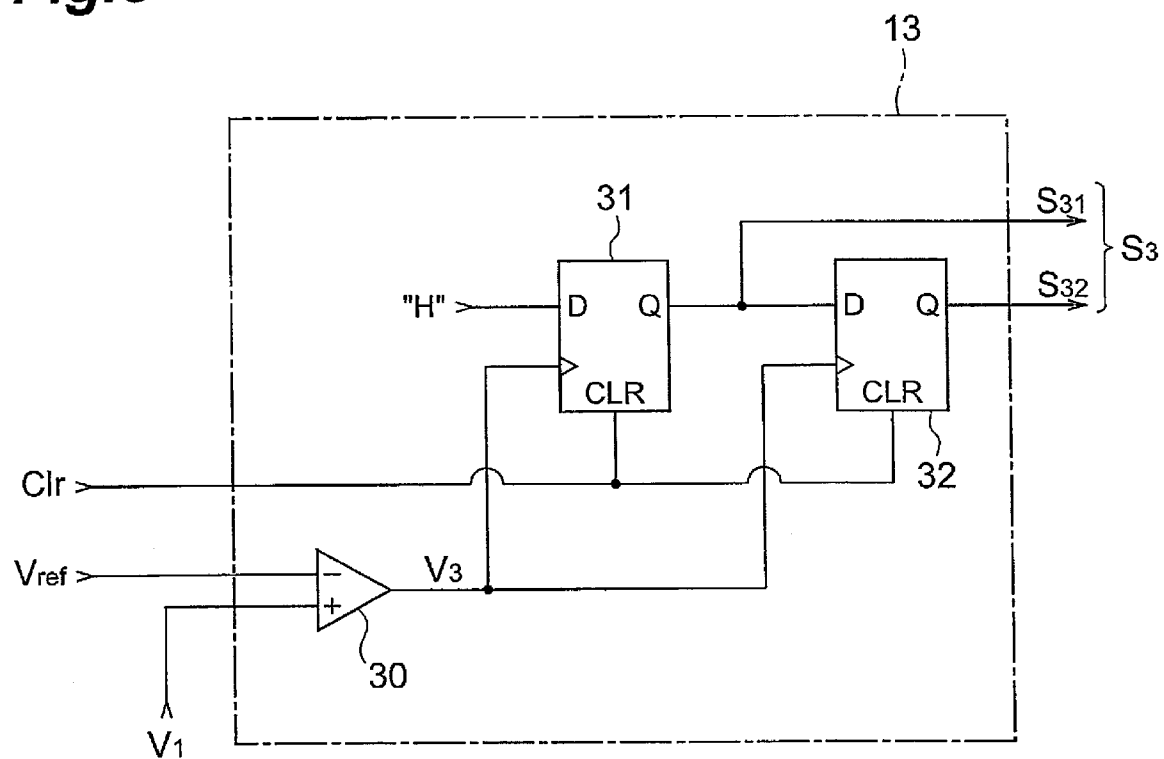 13
31
S31
S3
"H"
D
Q
D
Q
S32
CLR
CLR
Clr
32
Vref
−
V3
+
30
V1